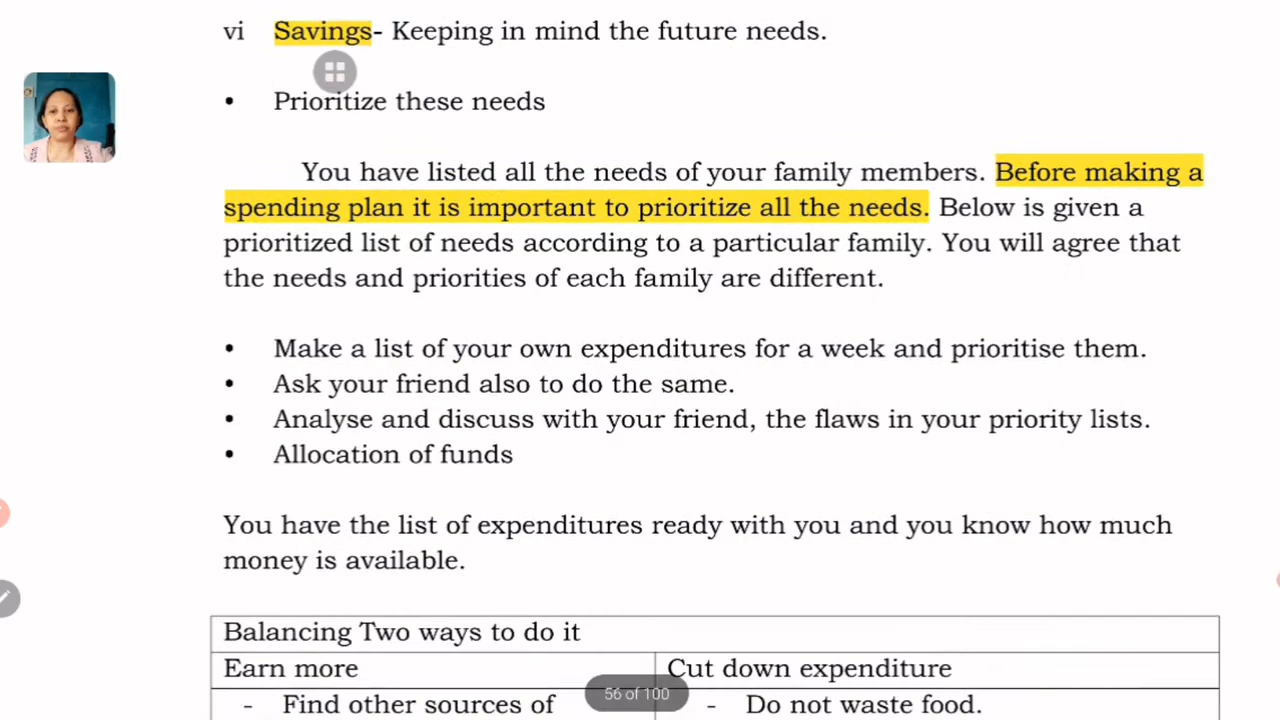 vi Savings- Keeping in mind the future needs.
• Prioritize these needs
You have listed all the needs of your family members. Before making a
spending plan it is important to prioritize all the needs. Below is given a
prioritized list of needs according to a particular family. You will agree that
the needs and priorities of each family are different.
• Make a list of your own expenditures for a week and prioritise them.
• Ask your friend also to do the same.
• Analyse and discuss with your friend, the flaws in your priority lists.
• Allocation of funds
You have the list of expenditures ready with you and you know how much
money is available.
Balancing Two ways to do it
Earn more Cut down expenditure
- Find other sources of - Do not waste food.
56 of 100